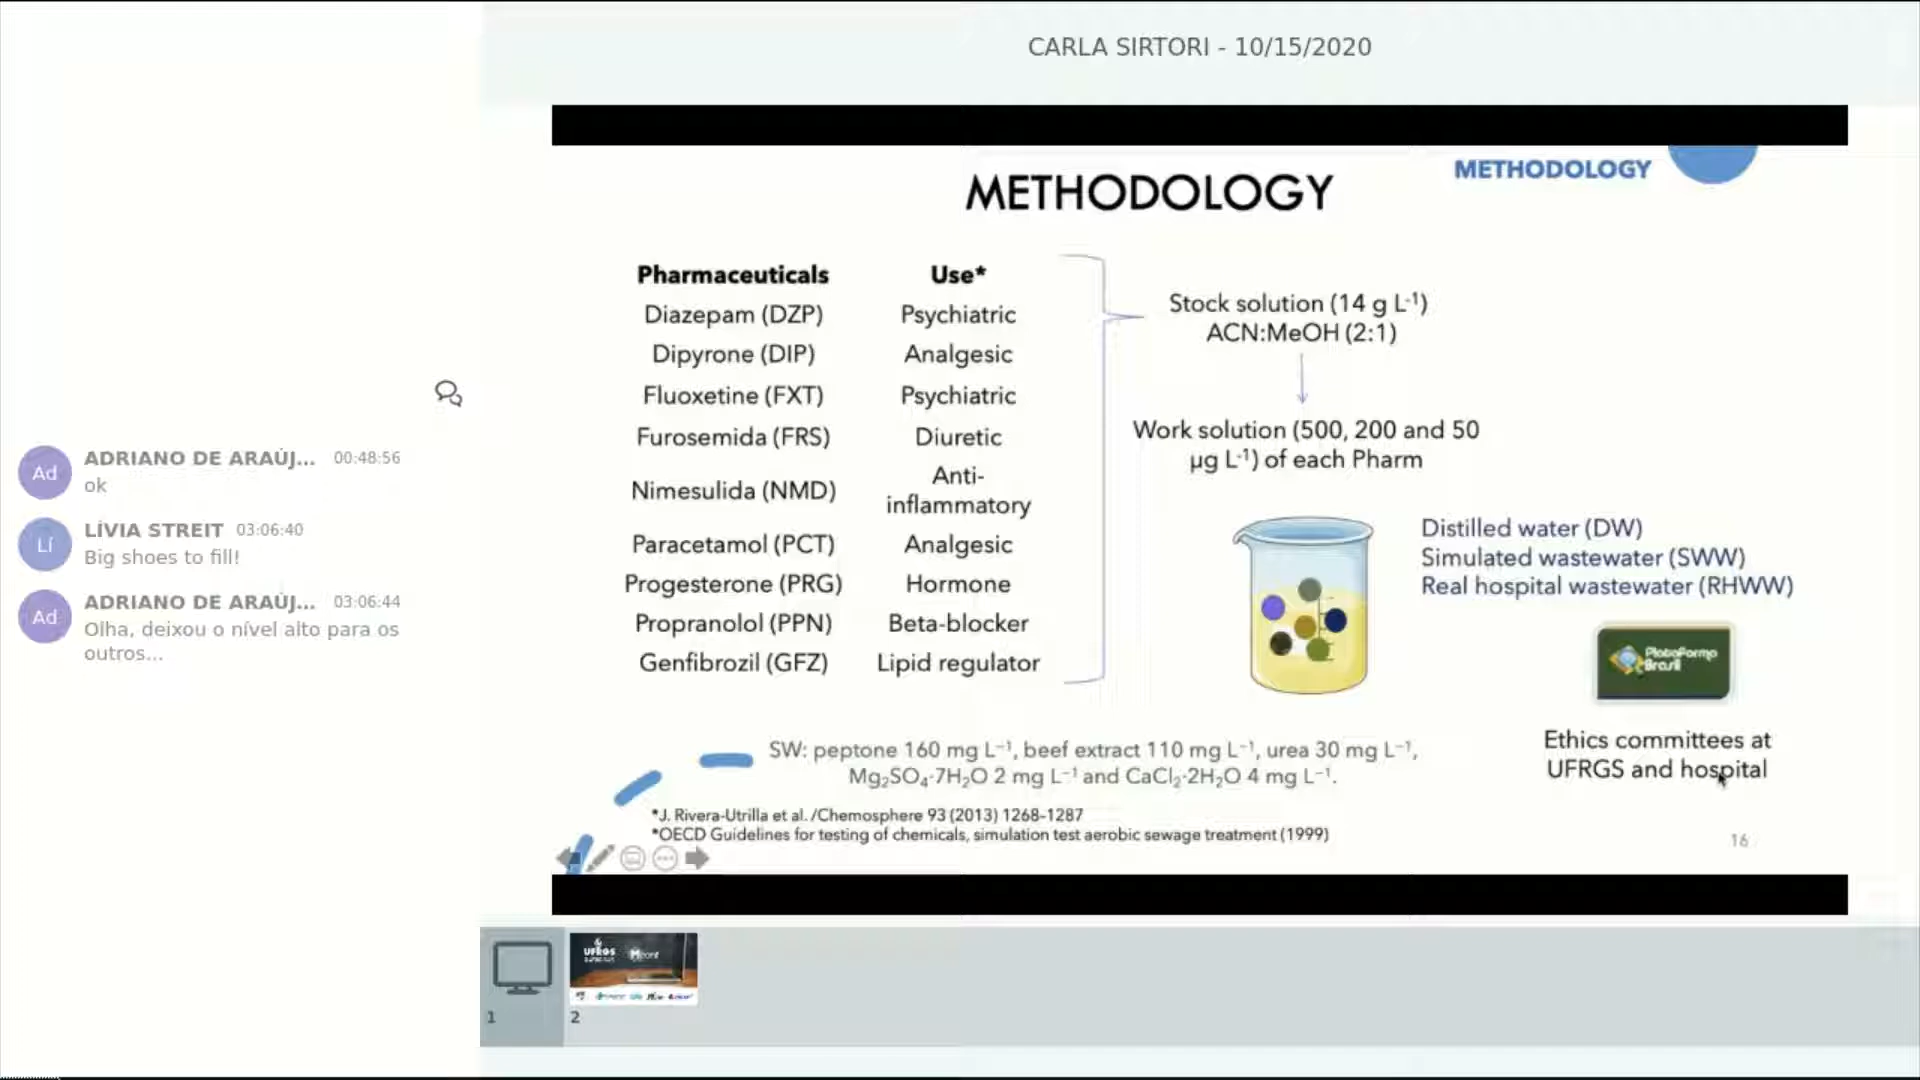 CARLA SIRTORI - 10/15/2020
METHODOLOGY
METHODOLOGY
Pharmaceuticals Use*
Diazepam (DZP) Psychiatric
Dipyrone (DIP) Analgesic
Fluoxetine (FXT) Psychiatric
Furosemida (FRS) Diuretic
Nimesulida (NMD) Anti-
inflammatory
Paracetamol (PCT) Analgesic
Progesterone (PRG) Hormone
Propranolol (PPN) Beta-blocker
Genfibrozil (GFZ) Lipid regulator
Stock solution (14 g L⁻¹)
ACN:MeOH (2:1)
Work solution (500, 200 and 50
µg L⁻¹) of each Pharm
Distilled water (DW)
Simulated wastewater (SWW)
Real hospital wastewater (RHWW)
Plataforma
Brasil
Ethics committees at
UFRGS and hospital
SW: peptone 160 mg L⁻¹, beef extract 110 mg L⁻¹, urea 30 mg L⁻¹,
Mg₂SO₄·7H₂O 2 mg L⁻¹ and CaCl₂·2H₂O 4 mg L⁻¹.
*J. Rivera-Utrilla et al. /Chemosphere 93 (2013) 1268–1287
*OECD Guidelines for testing of chemicals, simulation test aerobic sewage treatment (1999)
16
Ad
ADRIANO DE ARAÚJ... 00:48:56
ok
Lí
LÍVIA STREIT 03:06:40
Big shoes to fill!
Ad
ADRIANO DE ARAÚJ... 03:06:44
Olha, deixou o nível alto para os
outros...
UFRGS
Mconf
1
2